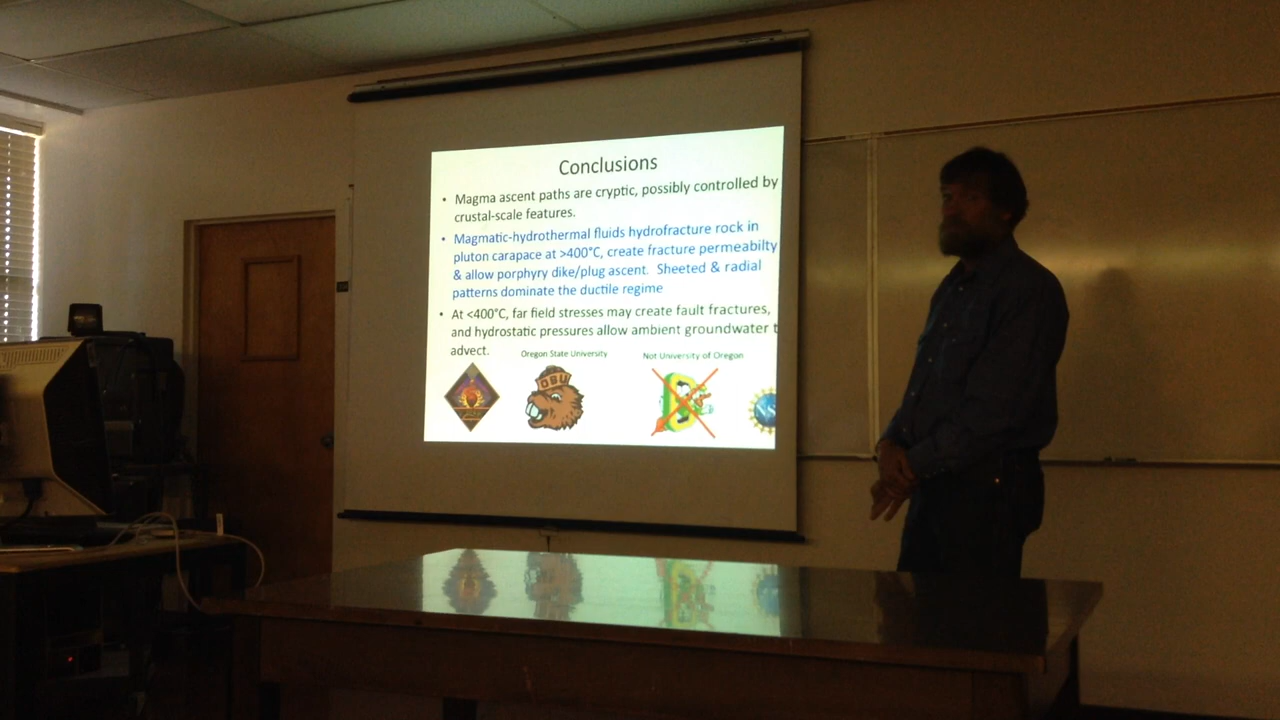 Conclusions
• Magma ascent paths are cryptic, possibly controlled by
crustal-scale features.
• Magmatic-hydrothermal fluids hydrofracture rock in
pluton carapace at >400°C, create fracture permeabilty
& allow porphyry dike/plug ascent. Sheeted & radial
patterns dominate the ductile regime
• At <400°C, far field stresses may create fault fractures,
and hydrostatic pressures allow ambient groundwater t
advect.
Oregon State University
Not University of Oregon
OSU